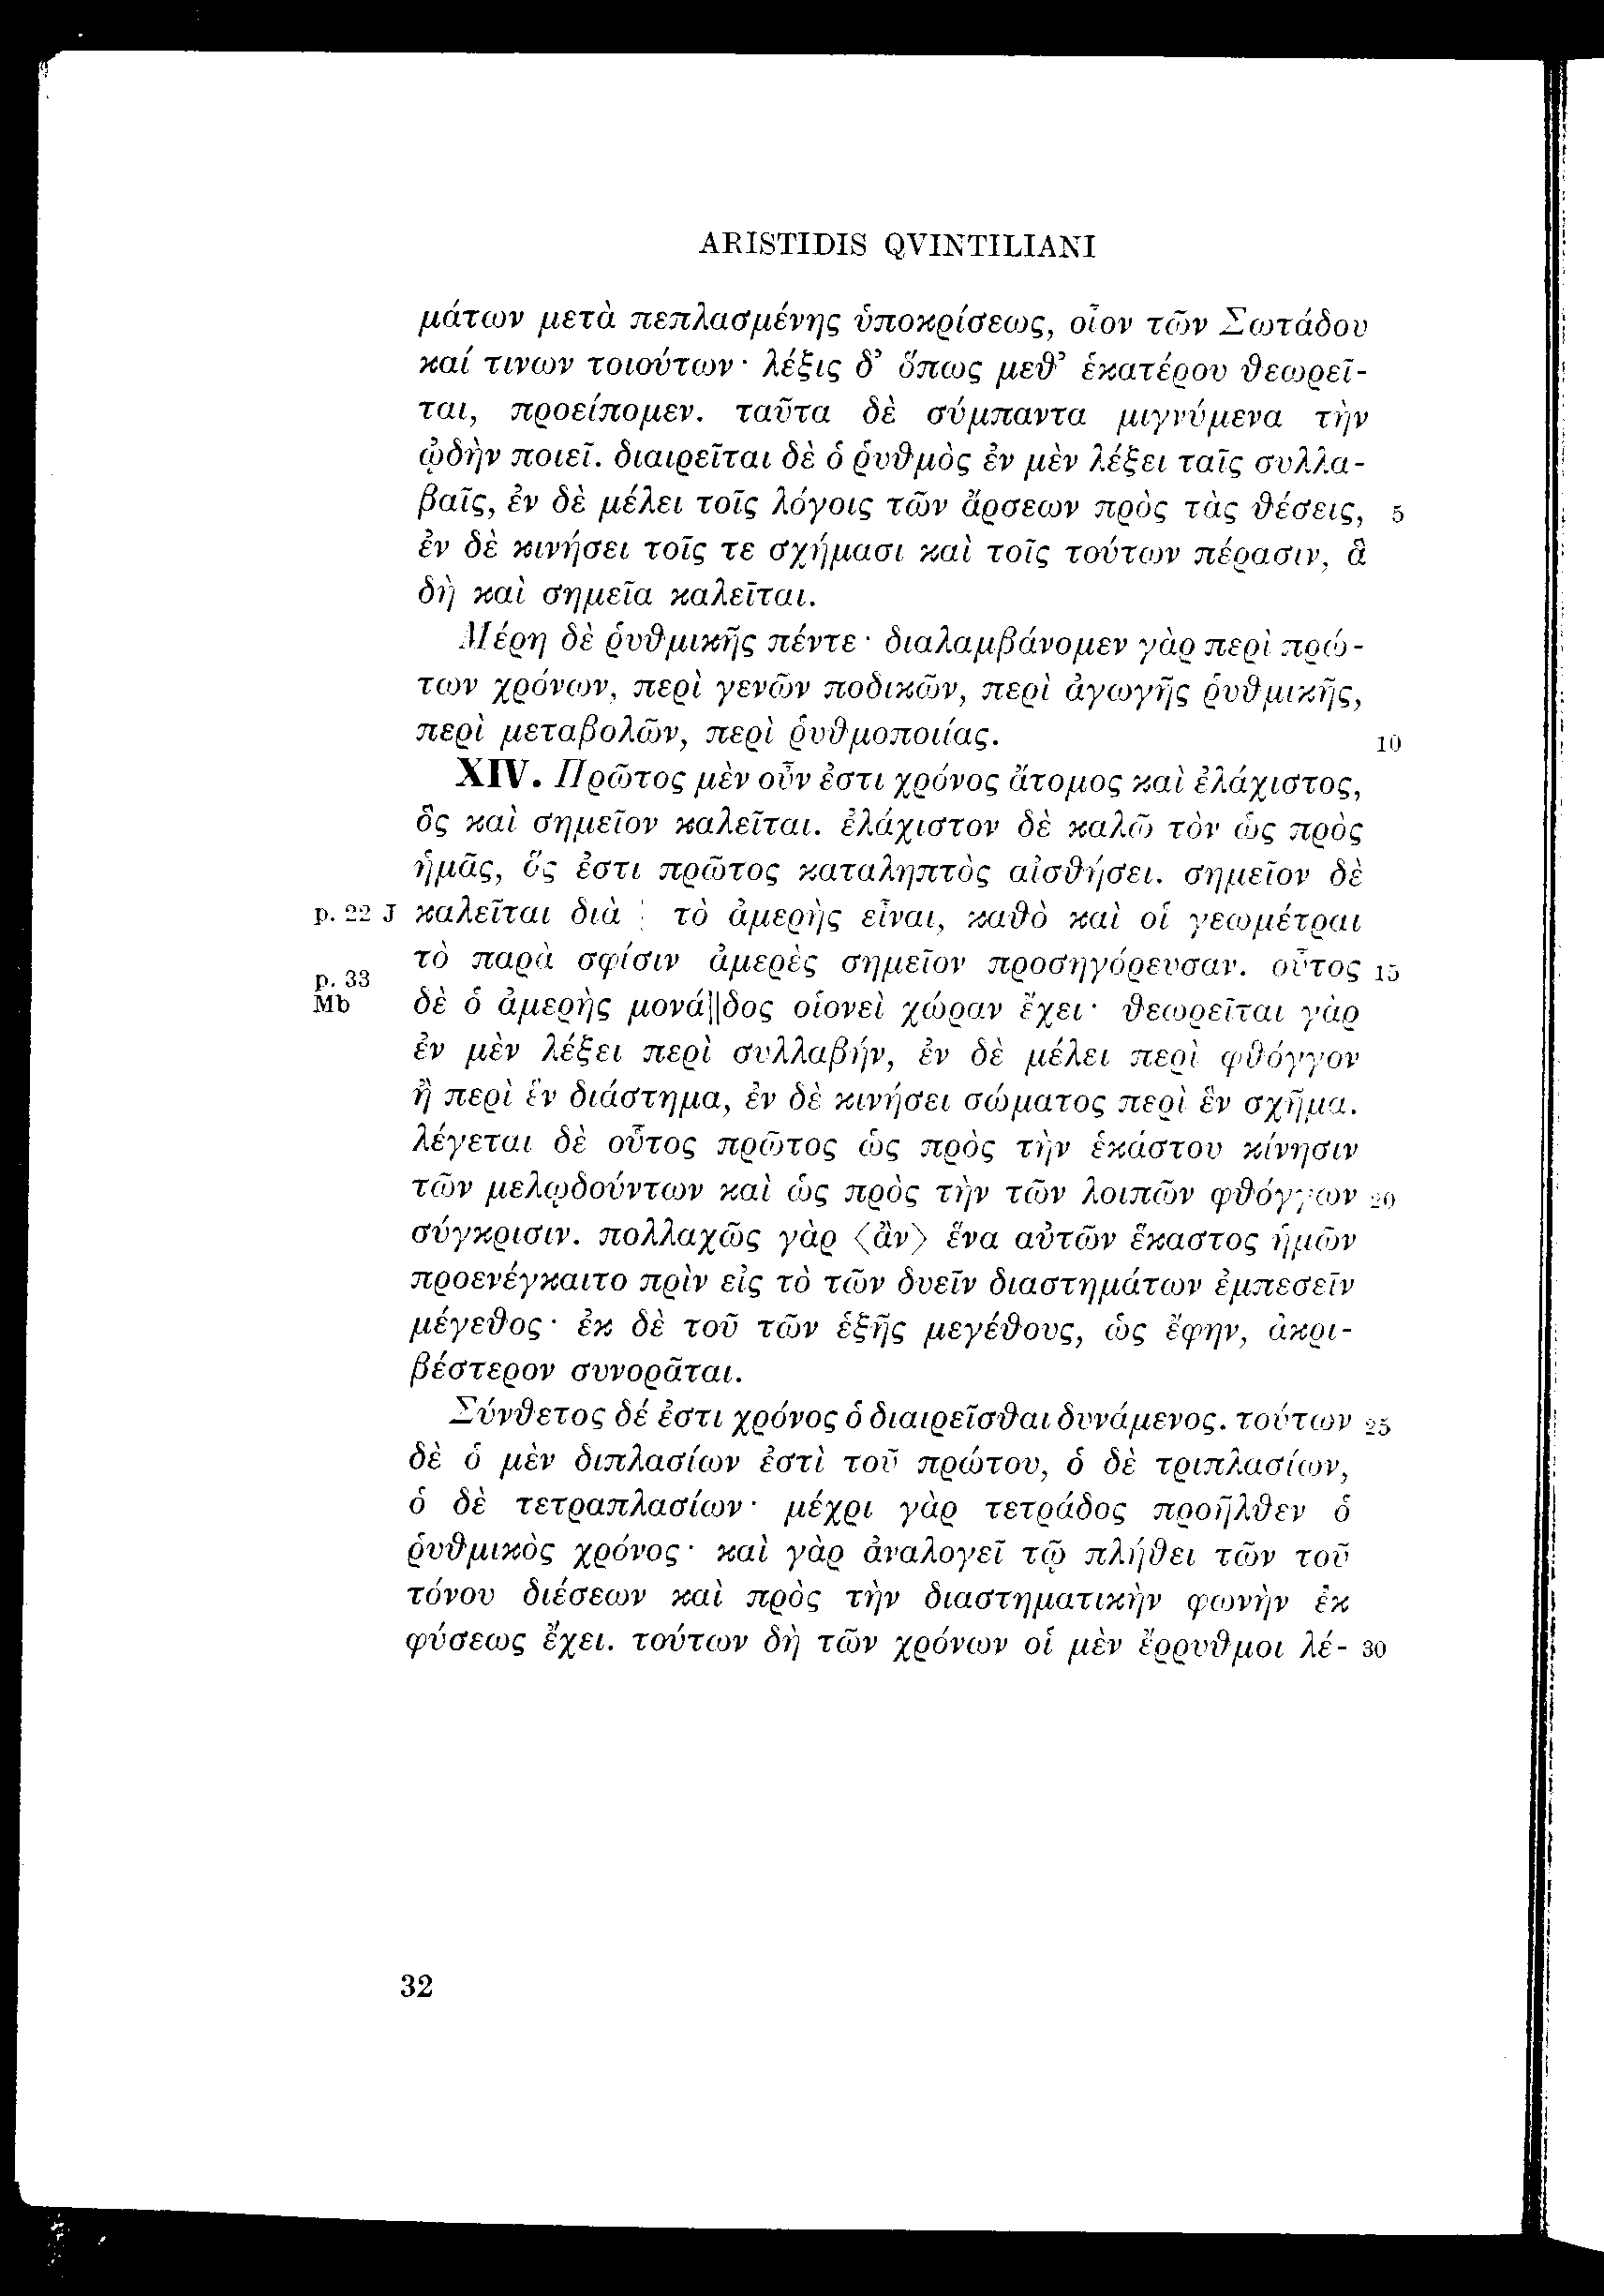 ARISTIDIS QVINTILIANI
μάτων μετὰ πεπλασμένης ὑποκρίσεως, οἷον τῶν Σωτάδου
καί τινων τοιούτων· λέξις δ’ ὅπως μεθ’ ἑκατέρου θεωρεῖ-
ται, προείπομεν. ταῦτα δὲ σύμπαντα μιγνύμενα τὴν
ᾠδὴν ποιεῖ. διαιρεῖται δὲ ὁ ῥυθμὸς ἐν μὲν λέξει ταῖς συλλα-
βαῖς, ἐν δὲ μέλει τοῖς λόγοις τῶν ἄρσεων πρὸς τὰς θέσεις, 5
ἐν δὲ κινήσει τοῖς τε σχήμασι καὶ τοῖς τούτων πέρασιν, ἃ
δὴ καὶ σημεῖα καλεῖται.
Μέρη δὲ ῥυθμικῆς πέντε· διαλαμβάνομεν γὰρ περὶ πρώ-
των χρόνων, περὶ γενῶν ποδικῶν, περὶ ἀγωγῆς ῥυθμικῆς,
περὶ μεταβολῶν, περὶ ῥυθμοποιίας. 10
XIV. Πρῶτος μὲν οὖν ἐστι χρόνος ἄτομος καὶ ἐλάχιστος,
ὃς καὶ σημεῖον καλεῖται. ἐλάχιστον δὲ καλῶ τὸν ὡς πρὸς
ἡμᾶς, ὅς ἐστι πρῶτος καταληπτὸς αἰσθήσει. σημεῖον δὲ
p. 22 J καλεῖται διὰ ¦ τὸ ἀμερὴς εἶναι, καθὸ καὶ οἱ γεωμέτραι
τὸ παρὰ σφίσιν ἀμερὲς σημεῖον προσηγόρευσαν. οὗτος 15
p. 33
Mb δὲ ὁ ἀμερὴς μονά||δος οἱονεὶ χώραν ἔχει· θεωρεῖται γὰρ
ἐν μὲν λέξει περὶ συλλαβήν, ἐν δὲ μέλει περὶ φθόγγον
ἢ περὶ ἓν διάστημα, ἐν δὲ κινήσει σώματος περὶ ἓν σχῆμα.
λέγεται δὲ οὗτος πρῶτος ὡς πρὸς τὴν ἑκάστου κίνησιν
τῶν μελῳδούντων καὶ ὡς πρὸς τὴν τῶν λοιπῶν φθόγγων 20
σύγκρισιν. πολλαχῶς γὰρ ⟨ἂν⟩ ἕνα αὐτῶν ἕκαστος ἡμῶν
προενέγκαιτο πρὶν εἰς τὸ τῶν δυεῖν διαστημάτων ἐμπεσεῖν
μέγεθος· ἐκ δὲ τοῦ τῶν ἑξῆς μεγέθους, ὡς ἔφην, ἀκρι-
βέστερον συνορᾶται.
Σύνθετος δέ ἐστι χρόνος ὁ διαιρεῖσθαι δυνάμενος. τούτων 25
δὲ ὁ μὲν διπλασίων ἐστὶ τοῦ πρώτου, ὁ δὲ τριπλασίων,
ὁ δὲ τετραπλασίων· μέχρι γὰρ τετράδος προῆλθεν ὁ
ῥυθμικὸς χρόνος· καὶ γὰρ ἀναλογεῖ τῷ πλήθει τῶν τοῦ
τόνου διέσεων καὶ πρὸς τὴν διαστηματικὴν φωνὴν ἐκ
φύσεως ἔχει. τούτων δὴ τῶν χρόνων οἱ μὲν ἔρρυθμοι λέ- 30
32